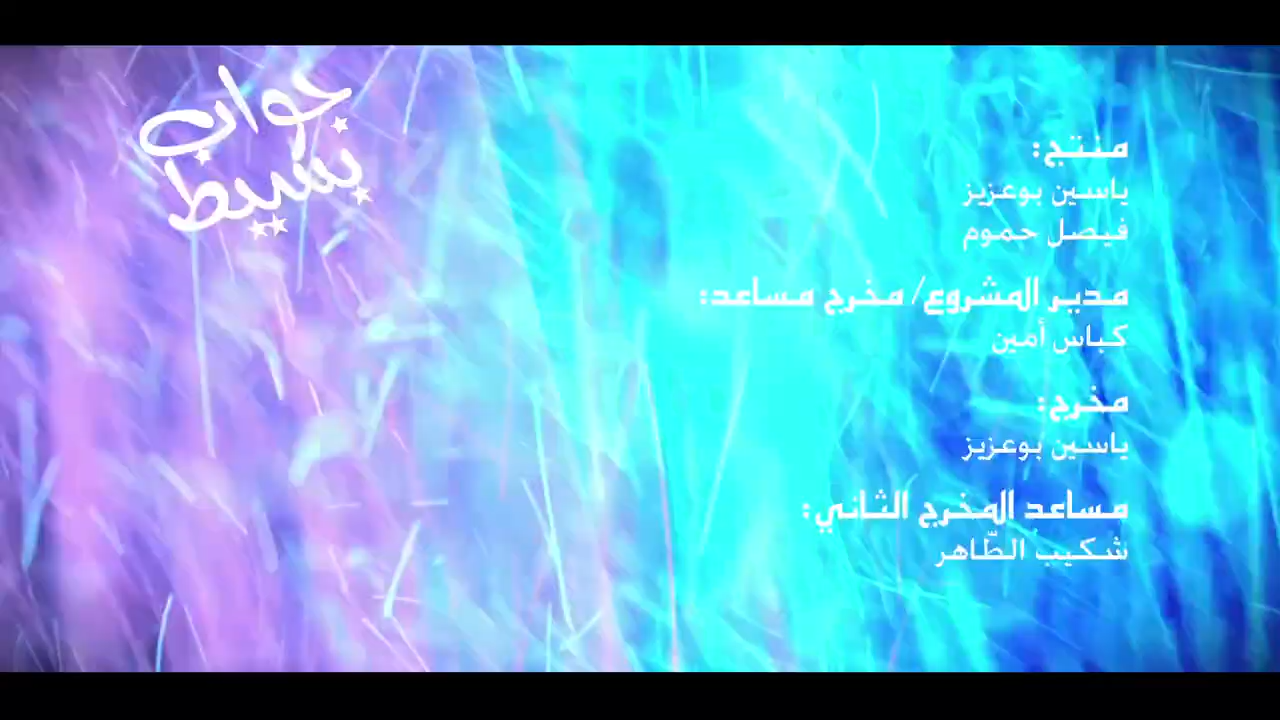 جواب
بسيط
منتج:
ياسين بوعزيز
فيصل حموم
مدير المشروع/ مخرج مساعد:
كباس أمين
مخرج:
ياسين بوعزيز
مساعد المخرج الثاني:
شكيب الطّاهر